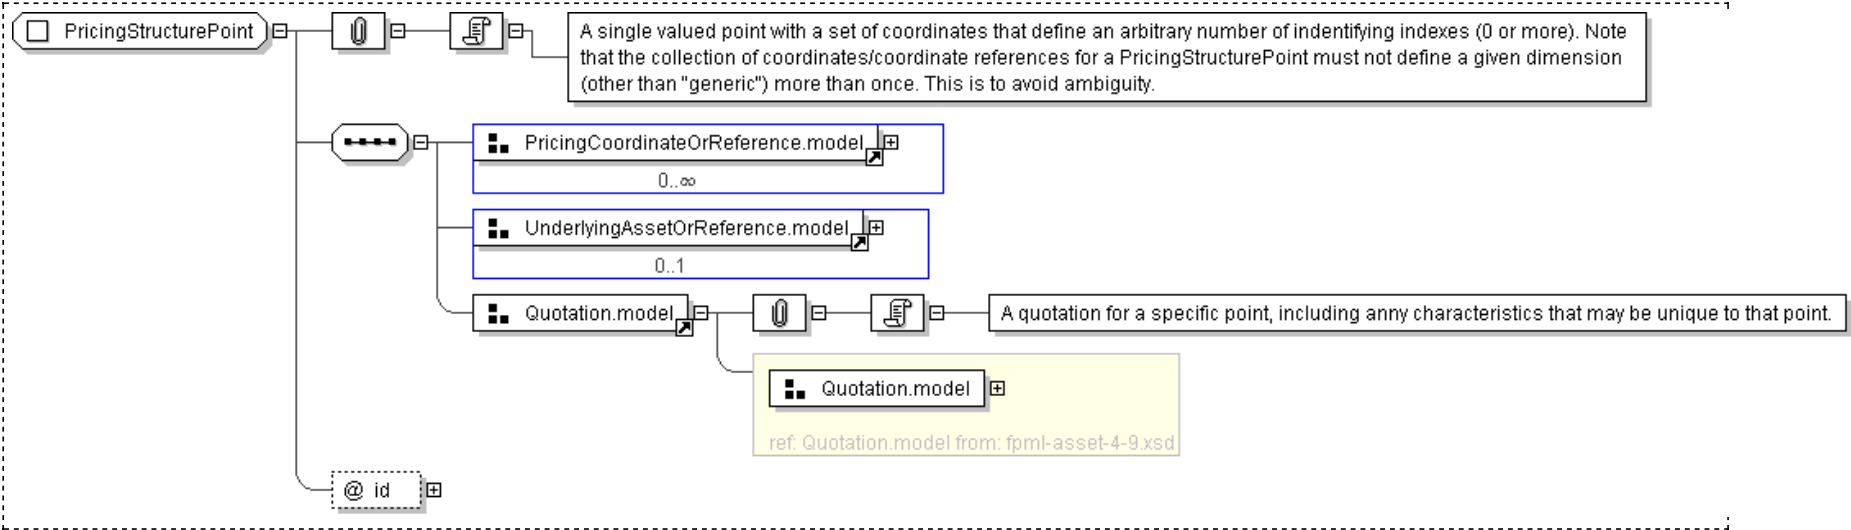 PricingStructurePoint
A single valued point with a set of coordinates that define an arbitrary number of indentifying indexes (0 or more). Note
that the collection of coordinates/coordinate references for a PricingStructurePoint must not define a given dimension
(other than "generic") more than once. This is to avoid ambiguity.
PricingCoordinateOrReference.model
0..∞
UnderlyingAssetOrReference.model
0..1
Quotation.model
A quotation for a specific point, including anny characteristics that may be unique to that point.
Quotation.model
ref: Quotation.model from: fpml-asset-4-9.xsd
@ id